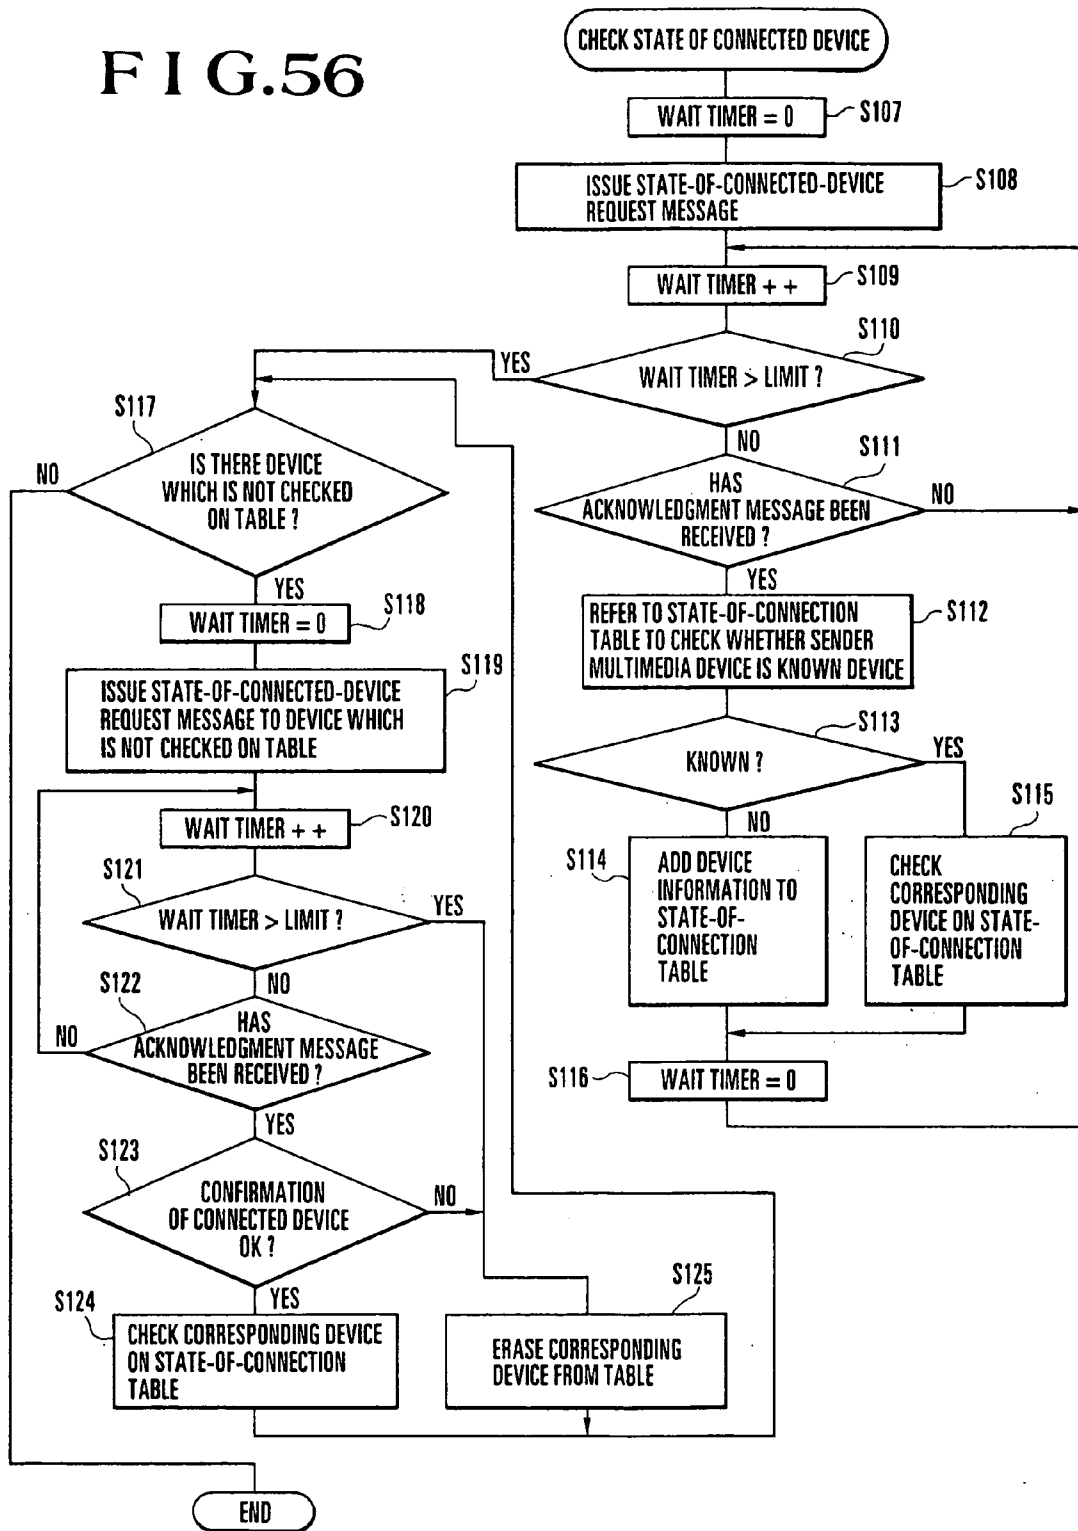 FIG.56
CHECK STATE OF CONNECTED DEVICE
WAIT TIMER = 0
S107
ISSUE STATE-OF-CONNECTED-DEVICE
REQUEST MESSAGE
S108
WAIT TIMER + +
S109
S110
WAIT TIMER > LIMIT ?
YES
NO
S111
HAS
ACKNOWLEDGMENT MESSAGE BEEN
RECEIVED ?
NO
YES
REFER TO STATE-OF-CONNECTION
TABLE TO CHECK WHETHER SENDER
MULTIMEDIA DEVICE IS KNOWN DEVICE
S112
S113
KNOWN ?
YES
NO
S114
ADD DEVICE
INFORMATION TO
STATE-OF-
CONNECTION
TABLE
S115
CHECK
CORRESPONDING
DEVICE ON STATE-
OF-CONNECTION
TABLE
S116
WAIT TIMER = 0
S117
IS THERE DEVICE
WHICH IS NOT CHECKED
ON TABLE ?
NO
YES
S118
WAIT TIMER = 0
S119
ISSUE STATE-OF-CONNECTED-DEVICE
REQUEST MESSAGE TO DEVICE WHICH
IS NOT CHECKED ON TABLE
WAIT TIMER + +
S120
S121
WAIT TIMER > LIMIT ?
YES
NO
S122
HAS
ACKNOWLEDGMENT MESSAGE
BEEN RECEIVED ?
NO
YES
S123
CONFIRMATION
OF CONNECTED DEVICE
OK ?
NO
YES
S124
CHECK CORRESPONDING DEVICE
ON STATE-OF-CONNECTION
TABLE
S125
ERASE CORRESPONDING
DEVICE FROM TABLE
END